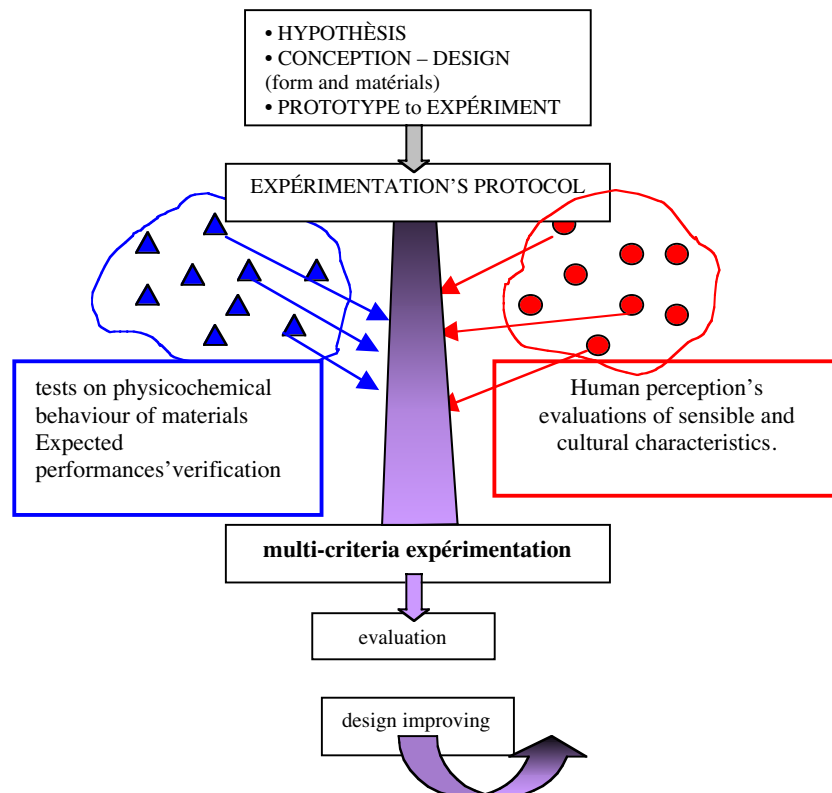 • HYPOTHÈSIS
• CONCEPTION – DESIGN
(form and matérials)
• PROTOTYPE to EXPÉRIMENT
EXPÉRIMENTATION'S PROTOCOL
tests on physicochemical
behaviour of materials
Expected
performances'verification
Human perception's
evaluations of sensible and
cultural characteristics.
multi-criteria expérimentation
evaluation
design improving